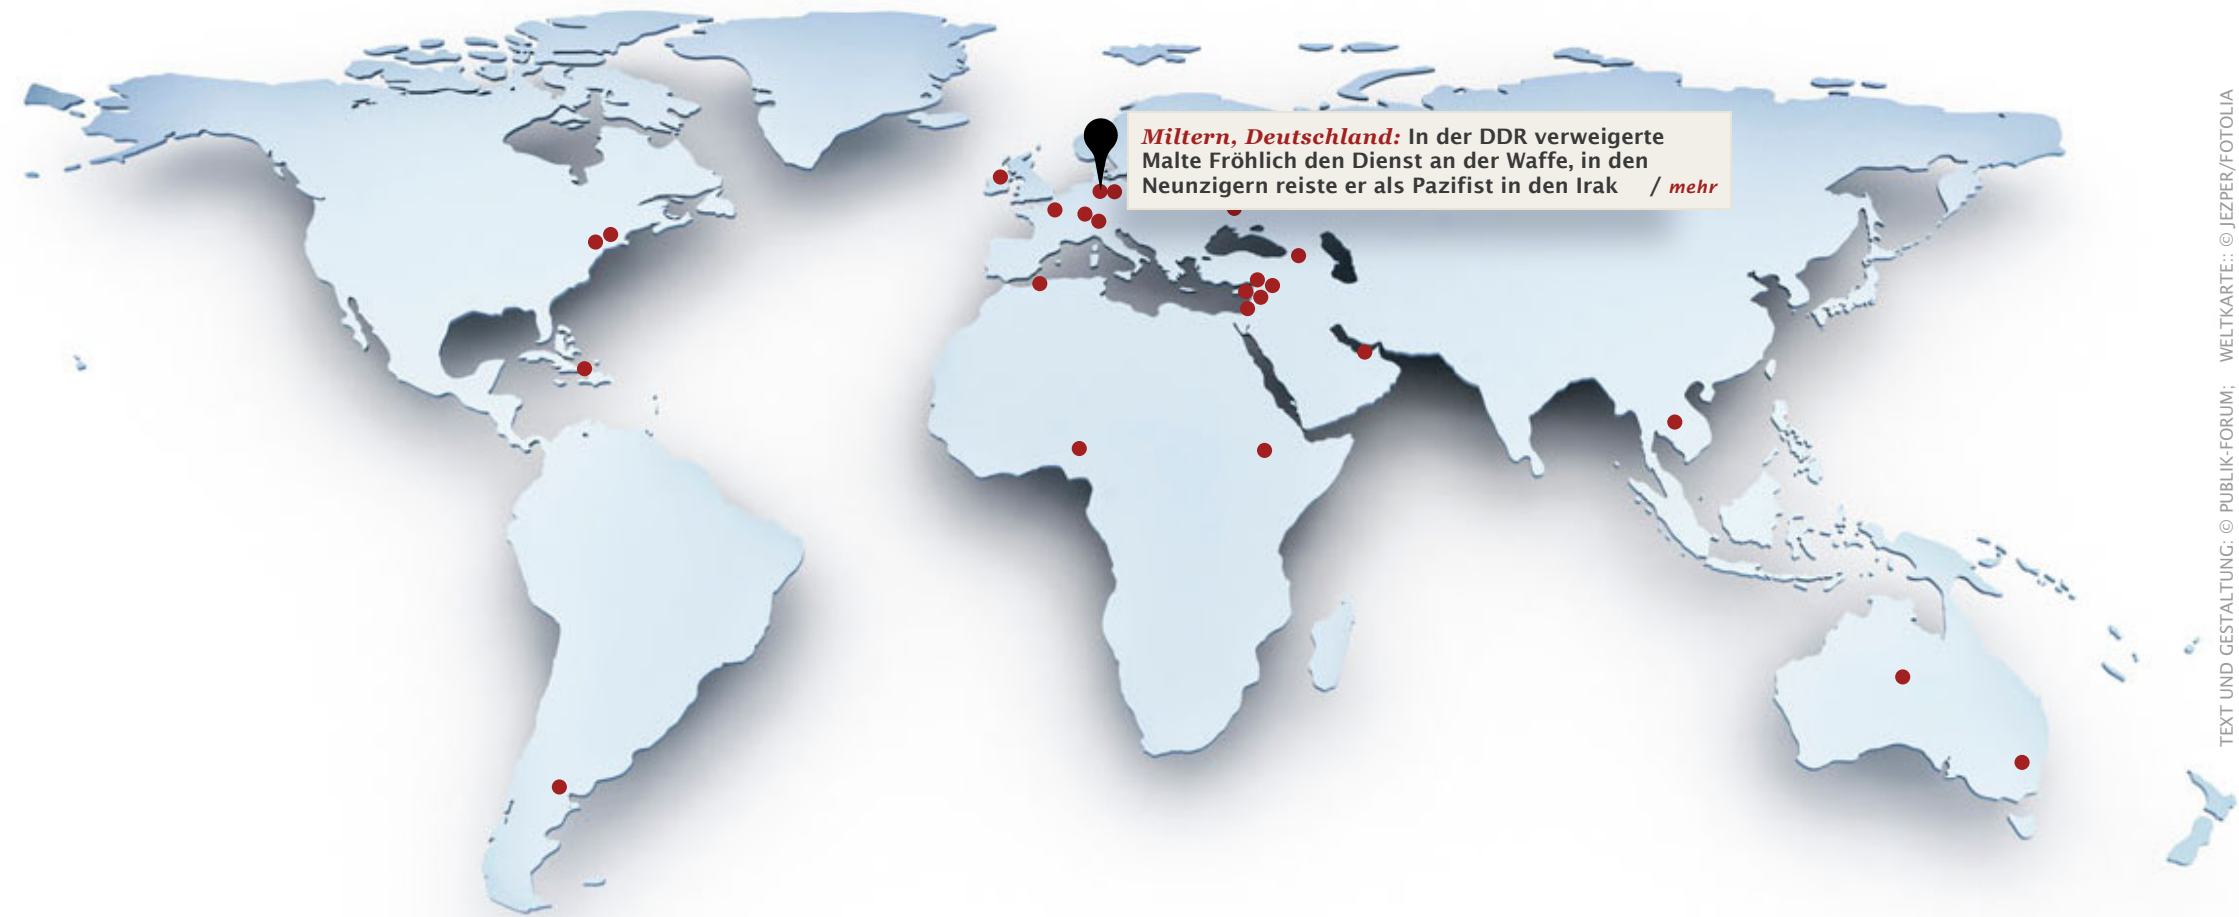 Miltern, Deutschland: In der DDR verweigerte
Malte Fröhlich den Dienst an der Waffe, in den
Neunzigern reiste er als Pazifist in den Irak / mehr
TEXT UND GESTALTUNG: © PUBLIK-FORUM; WELTKARTE:: © JEZPER/FOTOLIA